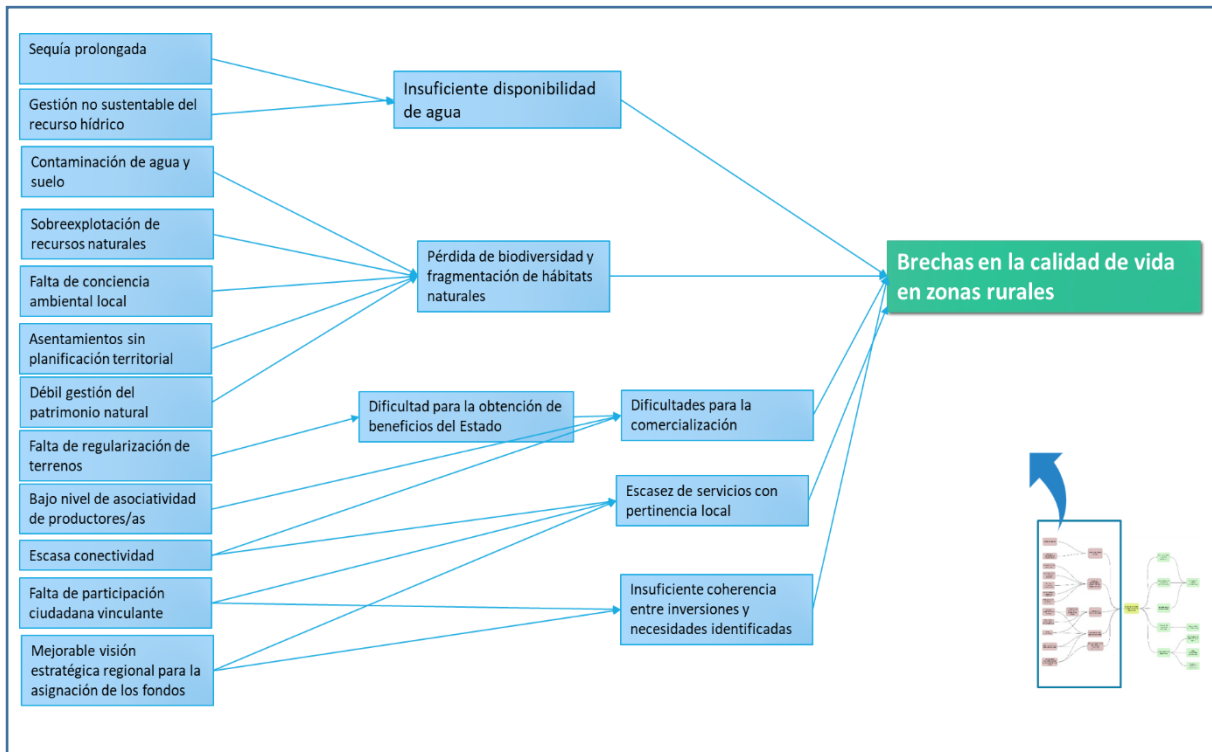 Sequía prolongada
Gestión no sustentable del
recurso hídrico
Contaminación de agua y
suelo
Sobreexplotación de
recursos naturales
Falta de conciencia
ambiental local
Asentamientos sin
planificación territorial
Débil gestión del
patrimonio natural
Falta de regularización de
terrenos
Bajo nivel de asociatividad
de productores/as
Escasa conectividad
Falta de participación
ciudadana vinculante
Mejorable visión
estratégica regional para la
asignación de los fondos
Insuficiente disponibilidad
de agua
Pérdida de biodiversidad y
fragmentación de hábitats
naturales
Dificultad para la obtención de
beneficios del Estado
Dificultades para la
comercialización
Escasez de servicios con
pertinencia local
Insuficiente coherencia
entre inversiones y
necesidades identificadas
Brechas en la calidad de vida
en zonas rurales